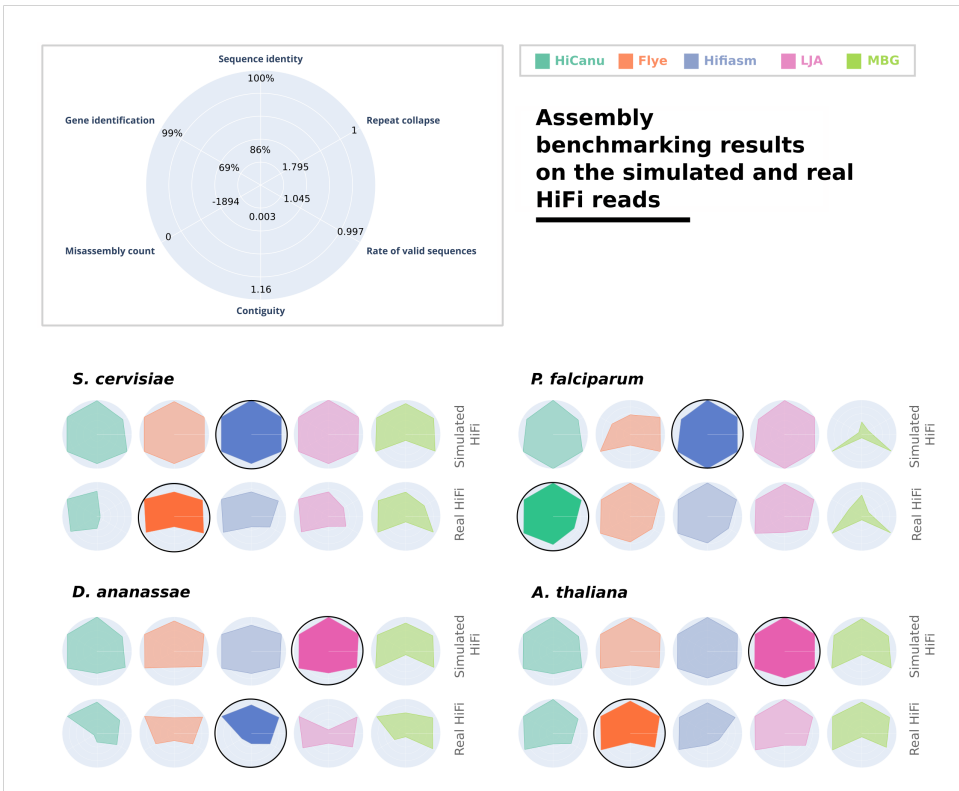 Sequence identity
100%
Gene identification
99%
Repeat collapse
1
86%
69%
1.795
-1894
1.045
0.003
0
0.997
Misassembly count
Rate of valid sequences
1.16
Contiguity
HiCanu Flye Hifiasm LJA MBG
Assembly
benchmarking results
on the simulated and real
HiFi reads
S. cervisiae
Simulated
HiFi
Real HiFi
P. falciparum
Simulated
HiFi
Real HiFi
D. ananassae
Simulated
HiFi
Real HiFi
A. thaliana
Simulated
HiFi
Real HiFi